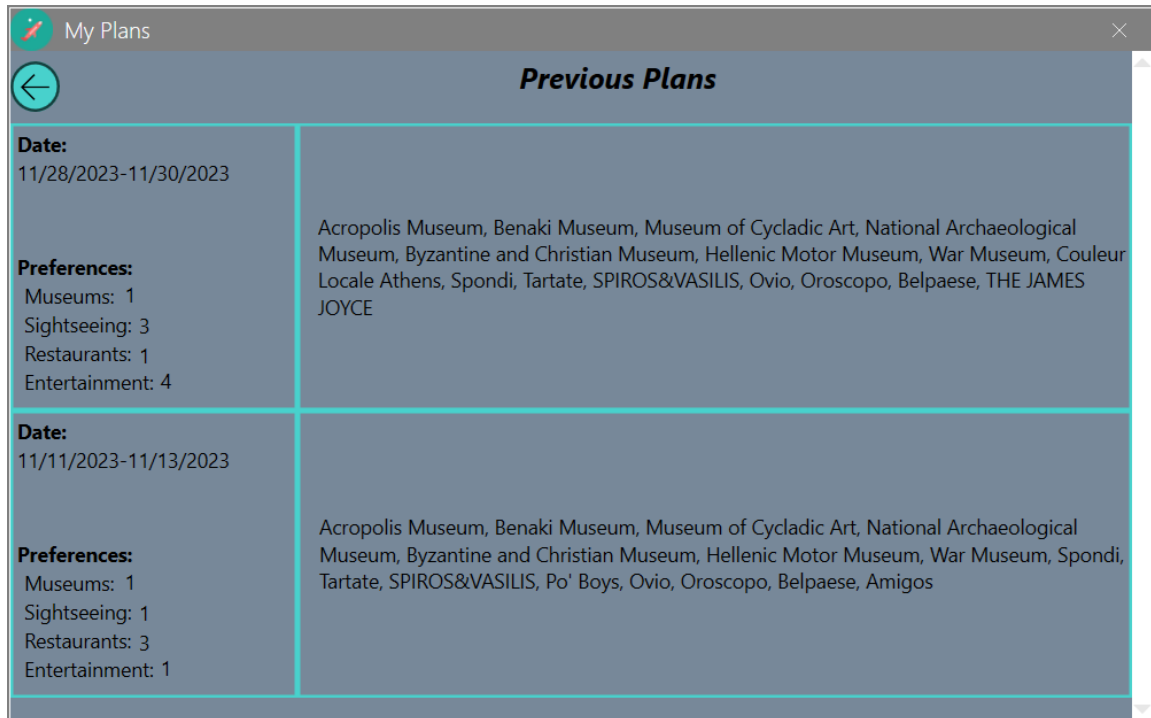 My Plans
Previous Plans
Date:
11/28/2023-11/30/2023
Preferences:
Museums: 1
Sightseeing: 3
Restaurants: 1
Entertainment: 4
Acropolis Museum, Benaki Museum, Museum of Cycladic Art, National Archaeological
Museum, Byzantine and Christian Museum, Hellenic Motor Museum, War Museum, Couleur
Locale Athens, Spondi, Tartate, SPIROS&VASILIS, Ovio, Oroscopo, Belpaese, THE JAMES
JOYCE
Date:
11/11/2023-11/13/2023
Preferences:
Museums: 1
Sightseeing: 1
Restaurants: 3
Entertainment: 1
Acropolis Museum, Benaki Museum, Museum of Cycladic Art, National Archaeological
Museum, Byzantine and Christian Museum, Hellenic Motor Museum, War Museum, Spondi,
Tartate, SPIROS&VASILIS, Po' Boys, Ovio, Oroscopo, Belpaese, Amigos